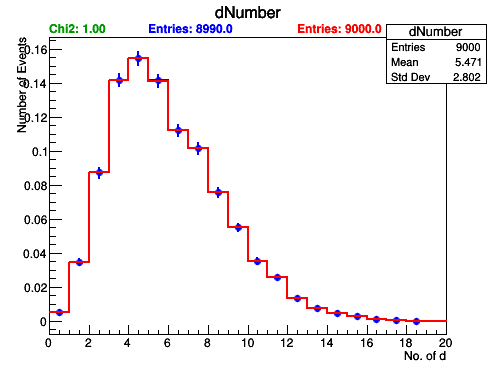 dNumber
Chi2: 1.00 Entries: 8990.0 Entries: 9000.0
dNumber
Entries 9000
Mean 5.471
Std Dev 2.802
Number of Events
0.16
0.14
0.12
0.1
0.08
0.06
0.04
0.02
0
0 2 4 6 8 10 12 14 16 18 20
No. of d